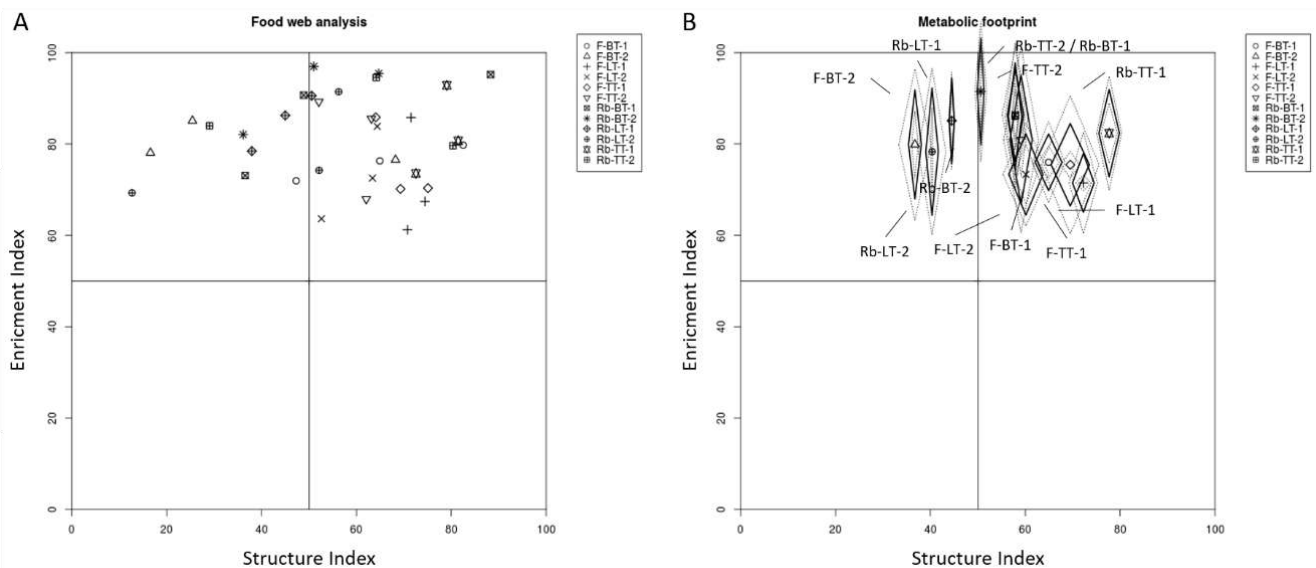 A
Food web analysis
Enricment Index
100
80
60
40
20
0
0 20 40 60 80 100
Structure Index
F-BT-1
F-BT-2
F-LT-1
F-LT-2
F-TT-1
F-TT-2
Rb-BT-1
Rb-BT-2
Rb-LT-1
Rb-LT-2
Rb-TT-1
Rb-TT-2
B
Metabolic footprint
Enricment Index
100
80
60
40
20
0
Rb-LT-1
Rb-TT-2 / Rb-BT-1
F-BT-2
F-TT-2
Rb-TT-1
Rb-BT-2
Rb-LT-2
F-LT-2
F-BT-1
F-TT-1
F-LT-1
0 20 40 60 80 100
Structure Index
F-BT-1
F-BT-2
F-LT-1
F-LT-2
F-TT-1
F-TT-2
Rb-BT-1
Rb-BT-2
Rb-LT-1
Rb-LT-2
Rb-TT-1
Rb-TT-2